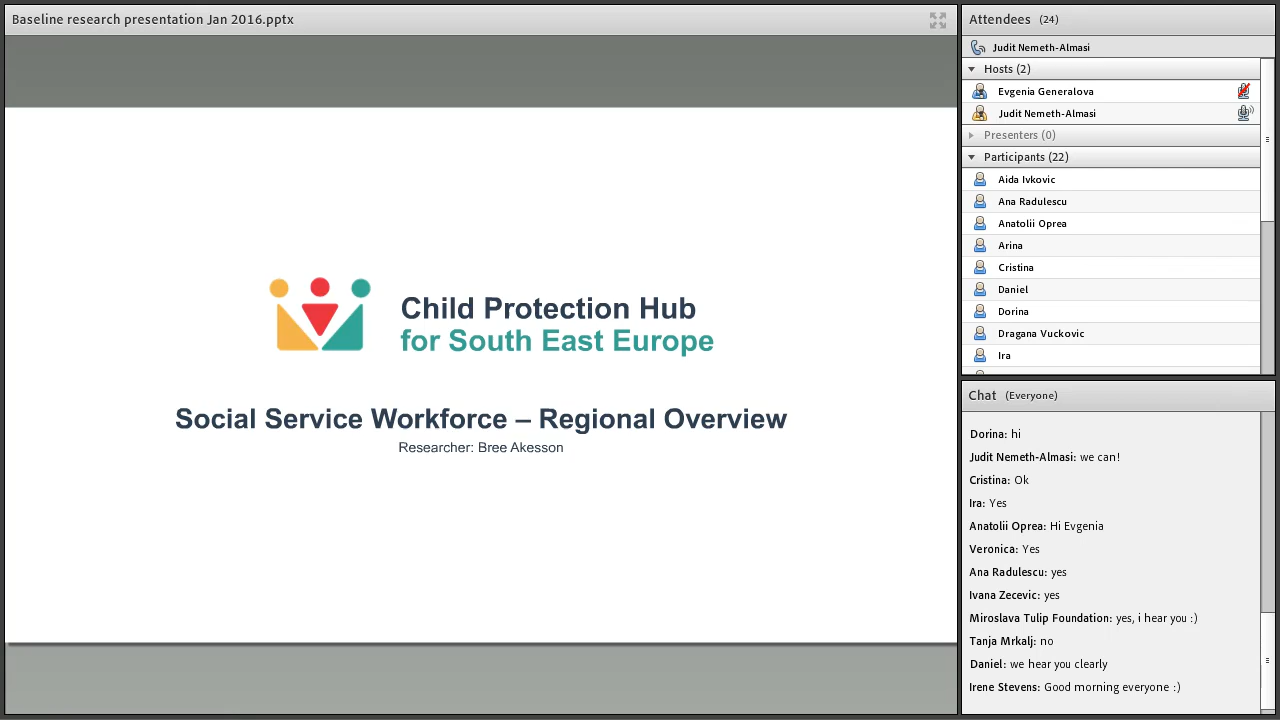 Baseline research presentation Jan 2016.pptx
Child Protection Hub
for South East Europe
Social Service Workforce – Regional Overview
Researcher: Bree Akesson
Attendees (24)
Judit Nemeth-Almasi
Hosts (2)
Evgenia Generalova
Judit Nemeth-Almasi
Presenters (0)
Participants (22)
Aida Ivkovic
Ana Radulescu
Anatolii Oprea
Arina
Cristina
Daniel
Dorina
Dragana Vuckovic
Ira
Chat (Everyone)
Dorina: hi
Judit Nemeth-Almasi: we can!
Cristina: Ok
Ira: Yes
Anatolii Oprea: Hi Evgenia
Veronica: Yes
Ana Radulescu: yes
Ivana Zecevic: yes
Miroslava Tulip Foundation: yes, i hear you :)
Tanja Mrkalj: no
Daniel: we hear you clearly
Irene Stevens: Good morning everyone :)